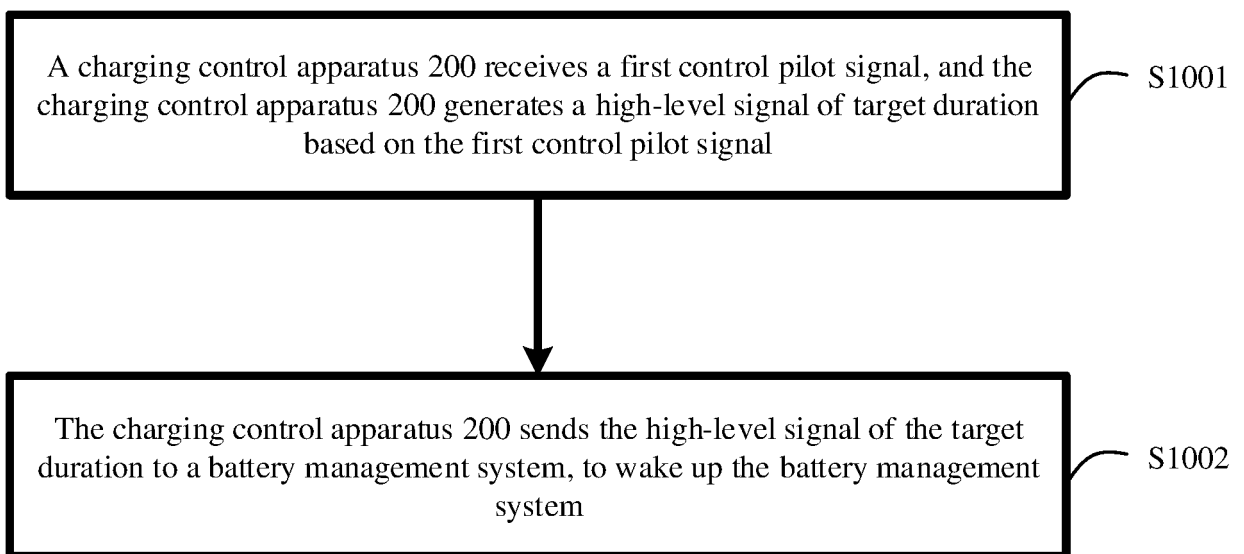 A charging control apparatus 200 receives a first control pilot signal, and the
charging control apparatus 200 generates a high-level signal of target duration
based on the first control pilot signal
S1001
The charging control apparatus 200 sends the high-level signal of the target
duration to a battery management system, to wake up the battery management
system
S1002